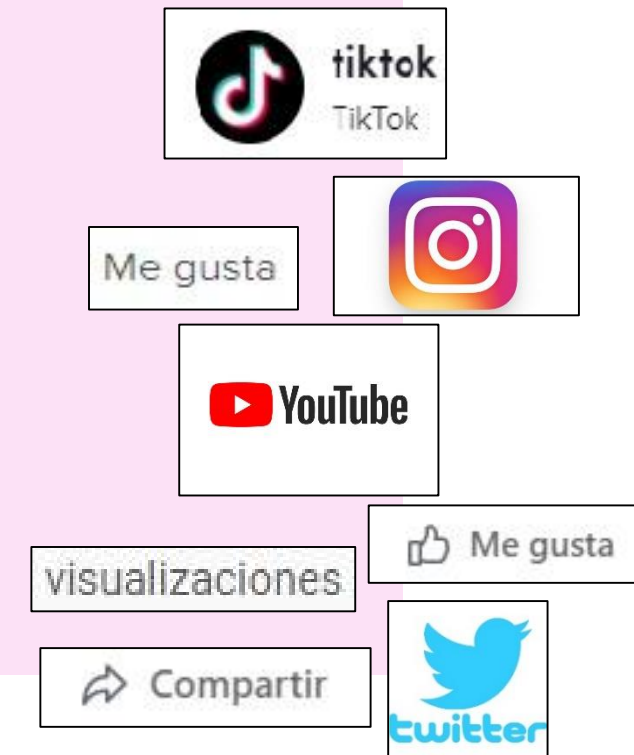 tiktok
TikTok
Me gusta
YouTube
Me gusta
visualizaciones
Compartir
twitter